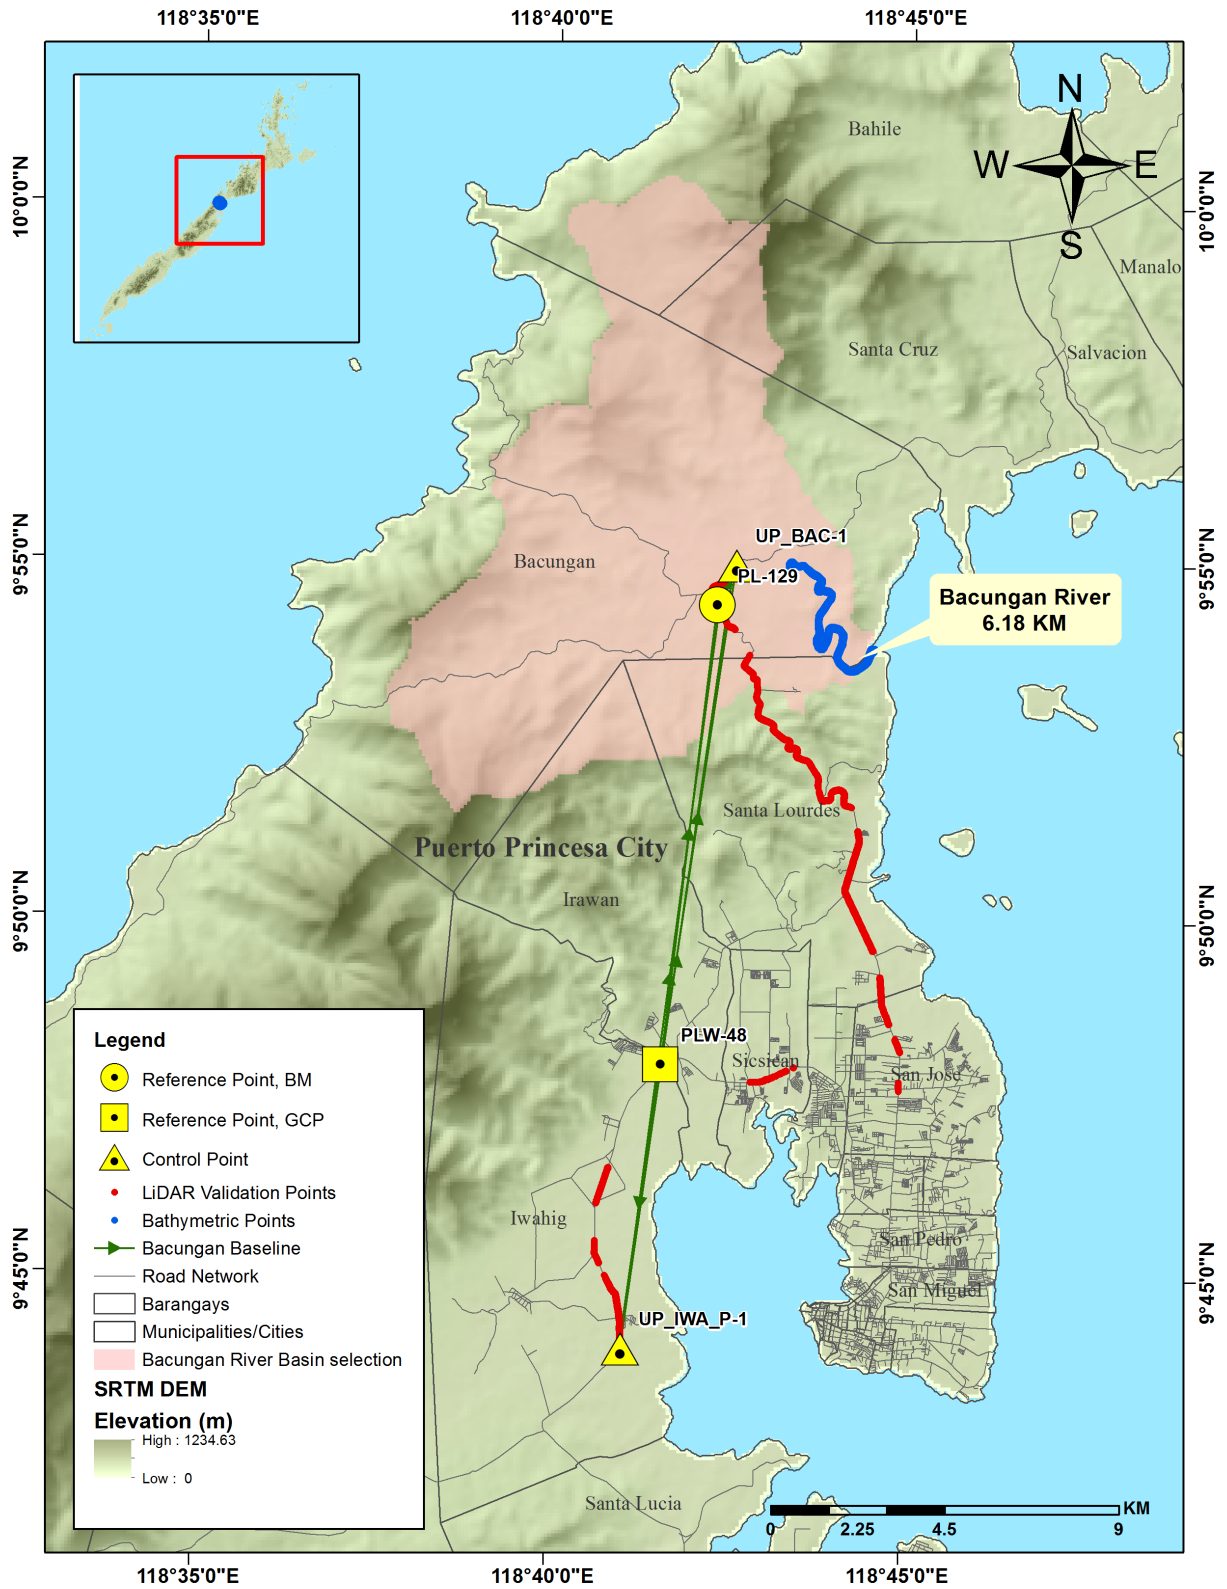 118°35'0"E
118°40'0"E
118°45'0"E
N
W
E
S
Bahile
10°0'0"N
10°0'0"N
Manalo
Santa Cruz
Salvacion
UP_BAC-1
9°55'0"N
9°55'0"N
Bacungan
PL-129
Bacungan River
6.18 KM
Santa Lourdes
Puerto Princesa City
Irawan
9°50'0"N
9°50'0"N
PLW-48
Sicsican
San Jose
Iwahig
San Pedro
San Miguel
9°45'0"N
9°45'0"N
UP_IWA_P-1
Legend
Reference Point, BM
Reference Point, GCP
Control Point
LiDAR Validation Points
Bathymetric Points
Bacungan Baseline
Road Network
Barangays
Municipalities/Cities
Bacungan River Basin selection
SRTM DEM
Elevation (m)
High : 1234.63
Low : 0
Santa Lucia
KM
0 2.25 4.5 9
118°35'0"E
118°40'0"E
118°45'0"E